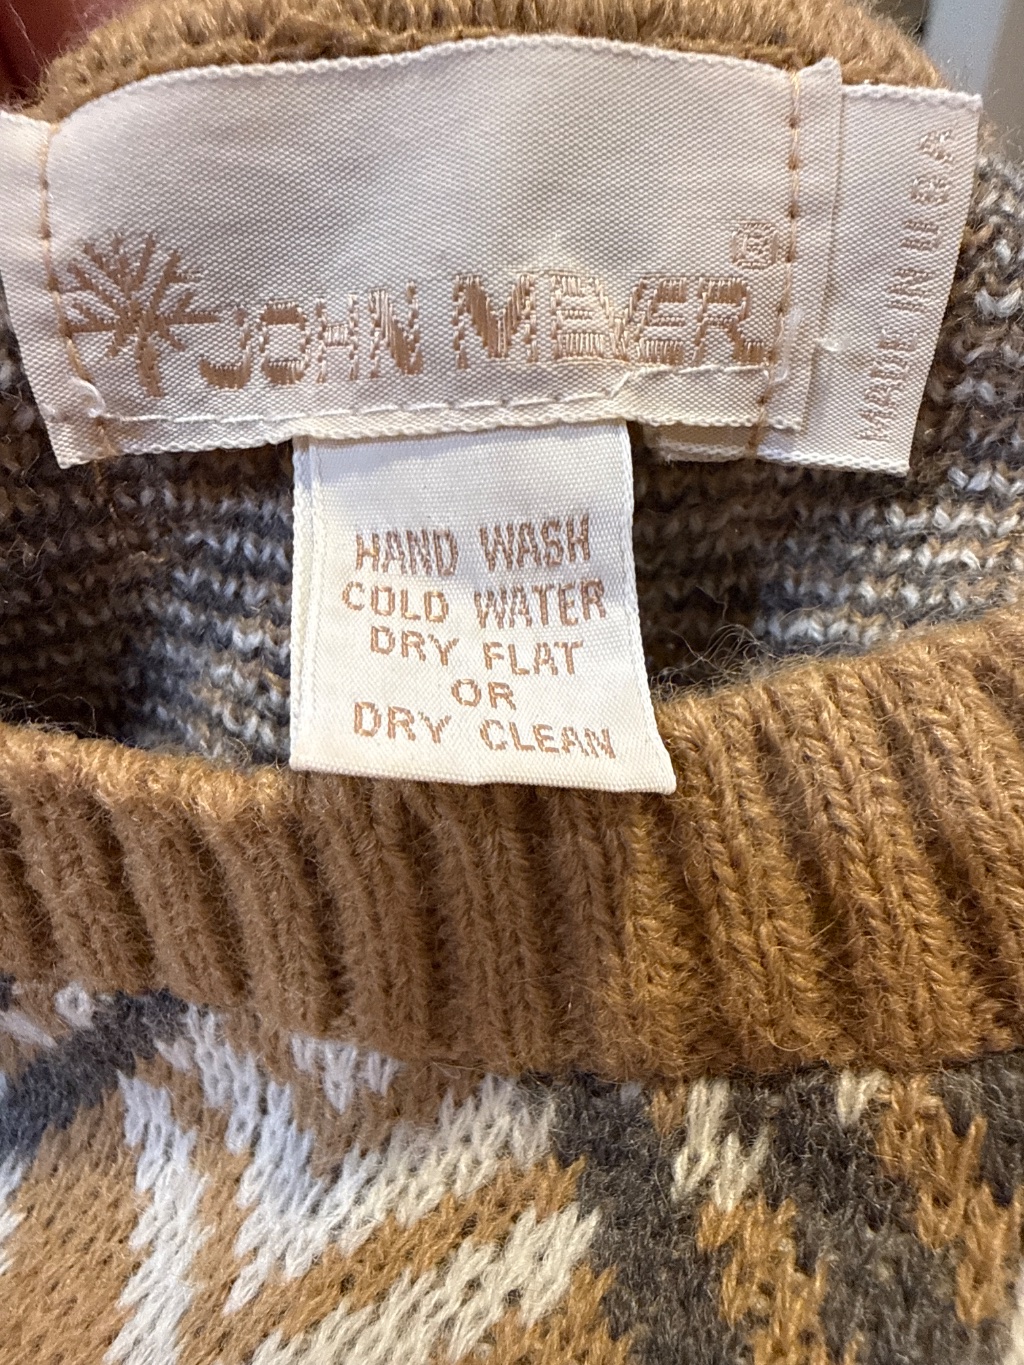 JOHN MEYER®
MADE IN U S A
HAND WASH
COLD WATER
DRY FLAT
OR
DRY CLEAN